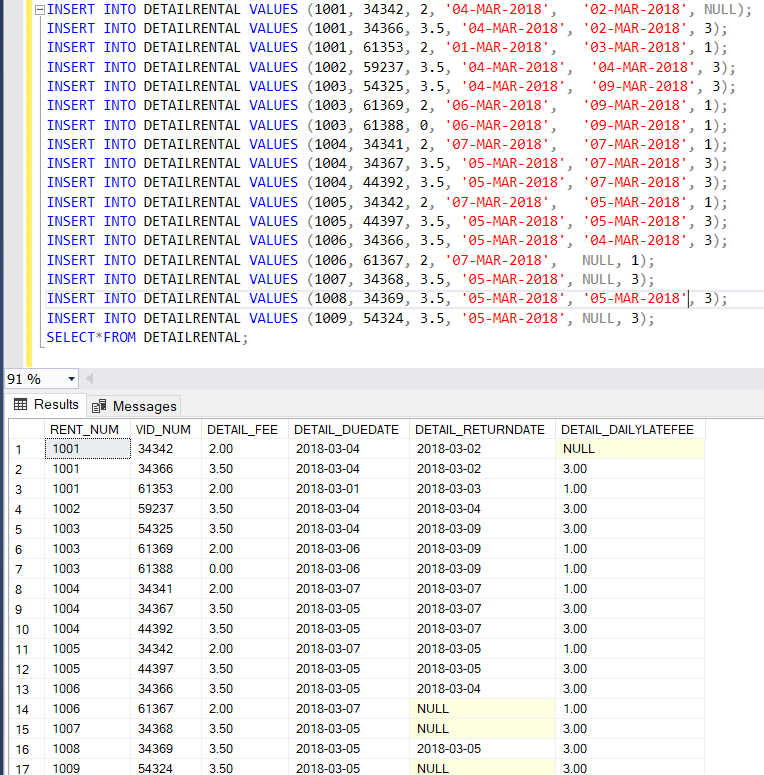 INSERT INTO DETAILRENTAL VALUES (1001, 34342, 2, '04-MAR-2018', '02-MAR-2018', NULL);
INSERT INTO DETAILRENTAL VALUES (1001, 34366, 3.5, '04-MAR-2018', '02-MAR-2018', 3);
INSERT INTO DETAILRENTAL VALUES (1001, 61353, 2, '01-MAR-2018', '03-MAR-2018', 1);
INSERT INTO DETAILRENTAL VALUES (1002, 59237, 3.5, '04-MAR-2018', '04-MAR-2018', 3);
INSERT INTO DETAILRENTAL VALUES (1003, 54325, 3.5, '04-MAR-2018', '09-MAR-2018', 3);
INSERT INTO DETAILRENTAL VALUES (1003, 61369, 2, '06-MAR-2018', '09-MAR-2018', 1);
INSERT INTO DETAILRENTAL VALUES (1003, 61388, 0, '06-MAR-2018', '09-MAR-2018', 1);
INSERT INTO DETAILRENTAL VALUES (1004, 34341, 2, '07-MAR-2018', '07-MAR-2018', 1);
INSERT INTO DETAILRENTAL VALUES (1004, 34367, 3.5, '05-MAR-2018', '07-MAR-2018', 3);
INSERT INTO DETAILRENTAL VALUES (1004, 44392, 3.5, '05-MAR-2018', '07-MAR-2018', 3);
INSERT INTO DETAILRENTAL VALUES (1005, 34342, 2, '07-MAR-2018', '05-MAR-2018', 1);
INSERT INTO DETAILRENTAL VALUES (1005, 44397, 3.5, '05-MAR-2018', '05-MAR-2018', 3);
INSERT INTO DETAILRENTAL VALUES (1006, 34366, 3.5, '05-MAR-2018', '04-MAR-2018', 3);
INSERT INTO DETAILRENTAL VALUES (1006, 61367, 2, '07-MAR-2018', NULL, 1);
INSERT INTO DETAILRENTAL VALUES (1007, 34368, 3.5, '05-MAR-2018', NULL, 3);
INSERT INTO DETAILRENTAL VALUES (1008, 34369, 3.5, '05-MAR-2018', '05-MAR-2018', 3);
INSERT INTO DETAILRENTAL VALUES (1009, 54324, 3.5, '05-MAR-2018', NULL, 3);
SELECT*FROM DETAILRENTAL;
91 %
Results Messages
RENT_NUM VID_NUM DETAIL_FEE DETAIL_DUEDATE DETAIL_RETURNDATE DETAIL_DAILYLATEFEE
1 1001 34342 2.00 2018-03-04 2018-03-02 NULL
2 1001 34366 3.50 2018-03-04 2018-03-02 3.00
3 1001 61353 2.00 2018-03-01 2018-03-03 1.00
4 1002 59237 3.50 2018-03-04 2018-03-04 3.00
5 1003 54325 3.50 2018-03-04 2018-03-09 3.00
6 1003 61369 2.00 2018-03-06 2018-03-09 1.00
7 1003 61388 0.00 2018-03-06 2018-03-09 1.00
8 1004 34341 2.00 2018-03-07 2018-03-07 1.00
9 1004 34367 3.50 2018-03-05 2018-03-07 3.00
10 1004 44392 3.50 2018-03-05 2018-03-07 3.00
11 1005 34342 2.00 2018-03-07 2018-03-05 1.00
12 1005 44397 3.50 2018-03-05 2018-03-05 3.00
13 1006 34366 3.50 2018-03-05 2018-03-04 3.00
14 1006 61367 2.00 2018-03-07 NULL 1.00
15 1007 34368 3.50 2018-03-05 NULL 3.00
16 1008 34369 3.50 2018-03-05 2018-03-05 3.00
17 1009 54324 3.50 2018-03-05 NULL 3.00